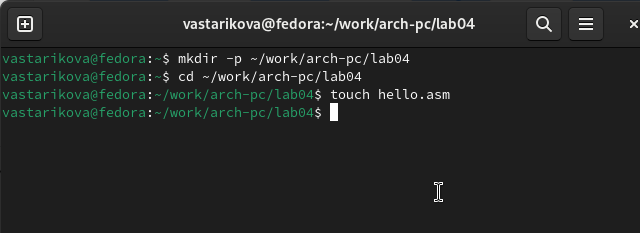 vastarikova@fedora:~/work/arch-pc/lab04
vastarikova@fedora:~$ mkdir -p ~/work/arch-pc/lab04
vastarikova@fedora:~$ cd ~/work/arch-pc/lab04
vastarikova@fedora:~/work/arch-pc/lab04$ touch hello.asm
vastarikova@fedora:~/work/arch-pc/lab04$